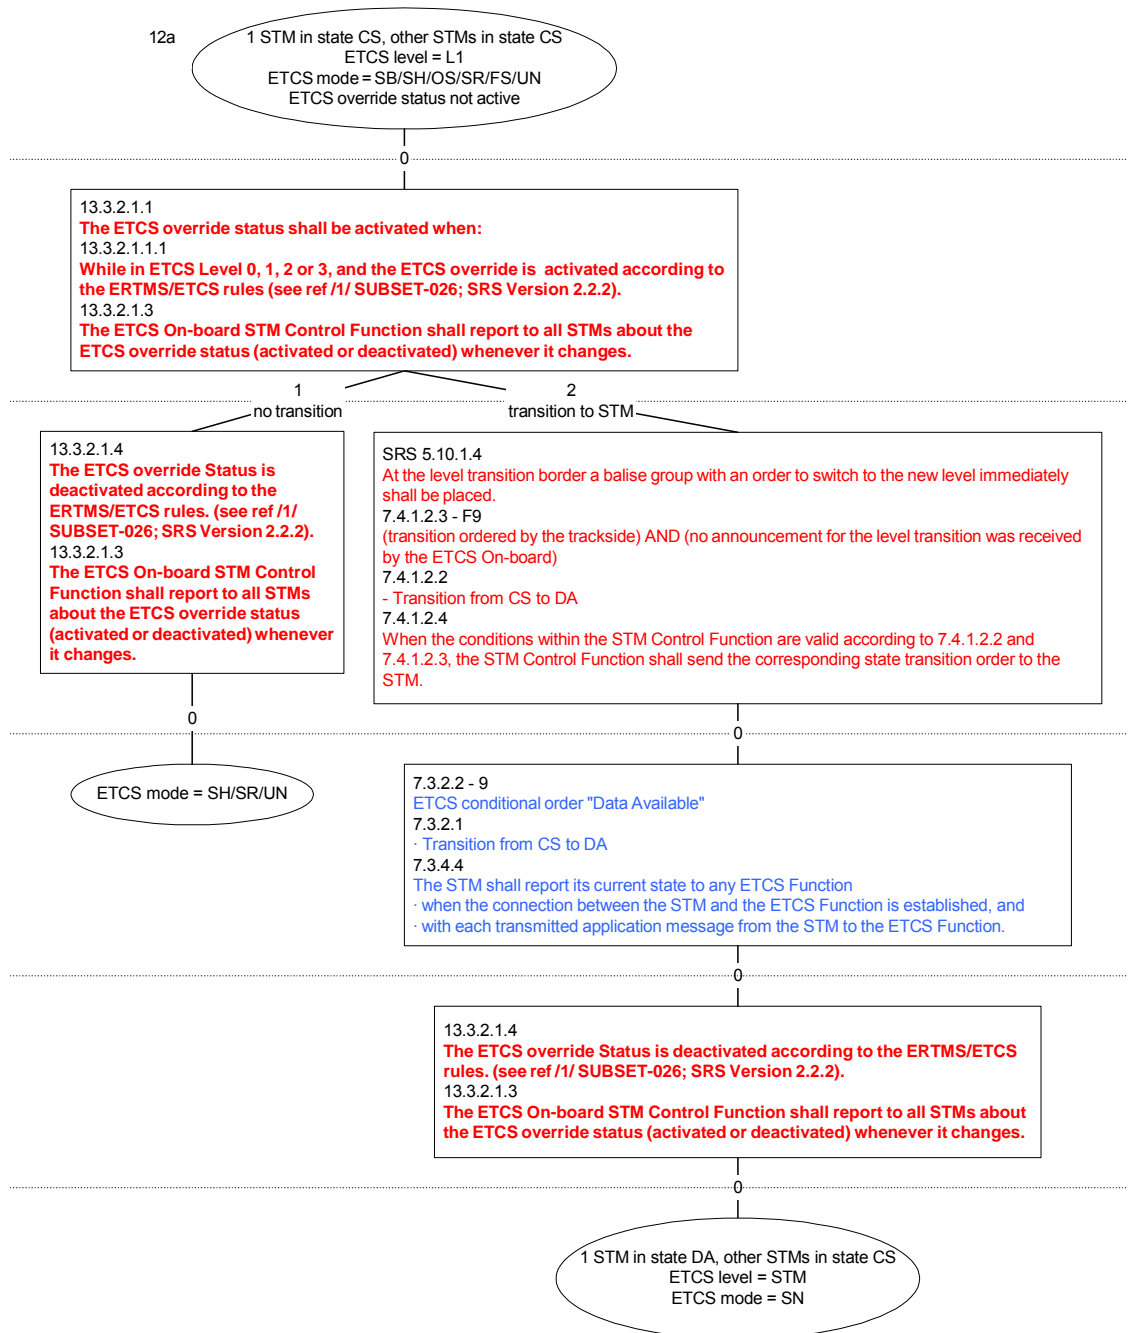 12a
1 STM in state CS, other STMs in state CS
ETCS level = L1
ETCS mode = SB/SH/OS/SR/FS/UN
ETCS override status not active
0
13.3.2.1.1
The ETCS override status shall be activated when:
13.3.2.1.1.1
While in ETCS Level 0, 1, 2 or 3, and the ETCS override is activated according to
the ERTMS/ETCS rules (see ref /1/ SUBSET-026; SRS Version 2.2.2).
13.3.2.1.3
The ETCS On-board STM Control Function shall report to all STMs about the
ETCS override status (activated or deactivated) whenever it changes.
1
no transition
2
transition to STM
13.3.2.1.4
The ETCS override Status is
deactivated according to the
ERTMS/ETCS rules. (see ref /1/
SUBSET-026; SRS Version 2.2.2).
13.3.2.1.3
The ETCS On-board STM Control
Function shall report to all STMs
about the ETCS override status
(activated or deactivated) whenever
it changes.
0
ETCS mode = SH/SR/UN
SRS 5.10.1.4
At the level transition border a balise group with an order to switch to the new level immediately
shall be placed.
7.4.1.2.3 - F9
(transition ordered by the trackside) AND (no announcement for the level transition was received
by the ETCS On-board)
7.4.1.2.2
- Transition from CS to DA
7.4.1.2.4
When the conditions within the STM Control Function are valid according to 7.4.1.2.2 and
7.4.1.2.3, the STM Control Function shall send the corresponding state transition order to the
STM.
0
7.3.2.2 - 9
ETCS conditional order "Data Available"
7.3.2.1
· Transition from CS to DA
7.3.4.4
The STM shall report its current state to any ETCS Function
· when the connection between the STM and the ETCS Function is established, and
· with each transmitted application message from the STM to the ETCS Function.
0
13.3.2.1.4
The ETCS override Status is deactivated according to the ERTMS/ETCS
rules. (see ref /1/ SUBSET-026; SRS Version 2.2.2).
13.3.2.1.3
The ETCS On-board STM Control Function shall report to all STMs about
the ETCS override status (activated or deactivated) whenever it changes.
0
1 STM in state DA, other STMs in state CS
ETCS level = STM
ETCS mode = SN